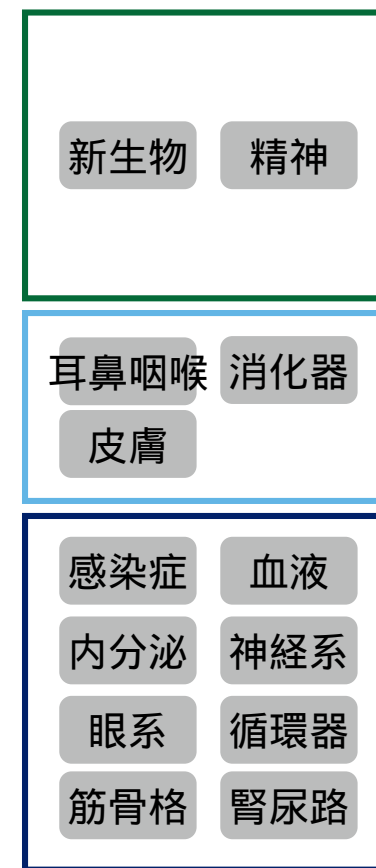 新生物 精神
耳鼻咽喉 消化器
皮膚
感染症 血液
内分泌 神経系
眼系 循環器
筋骨格 腎尿路